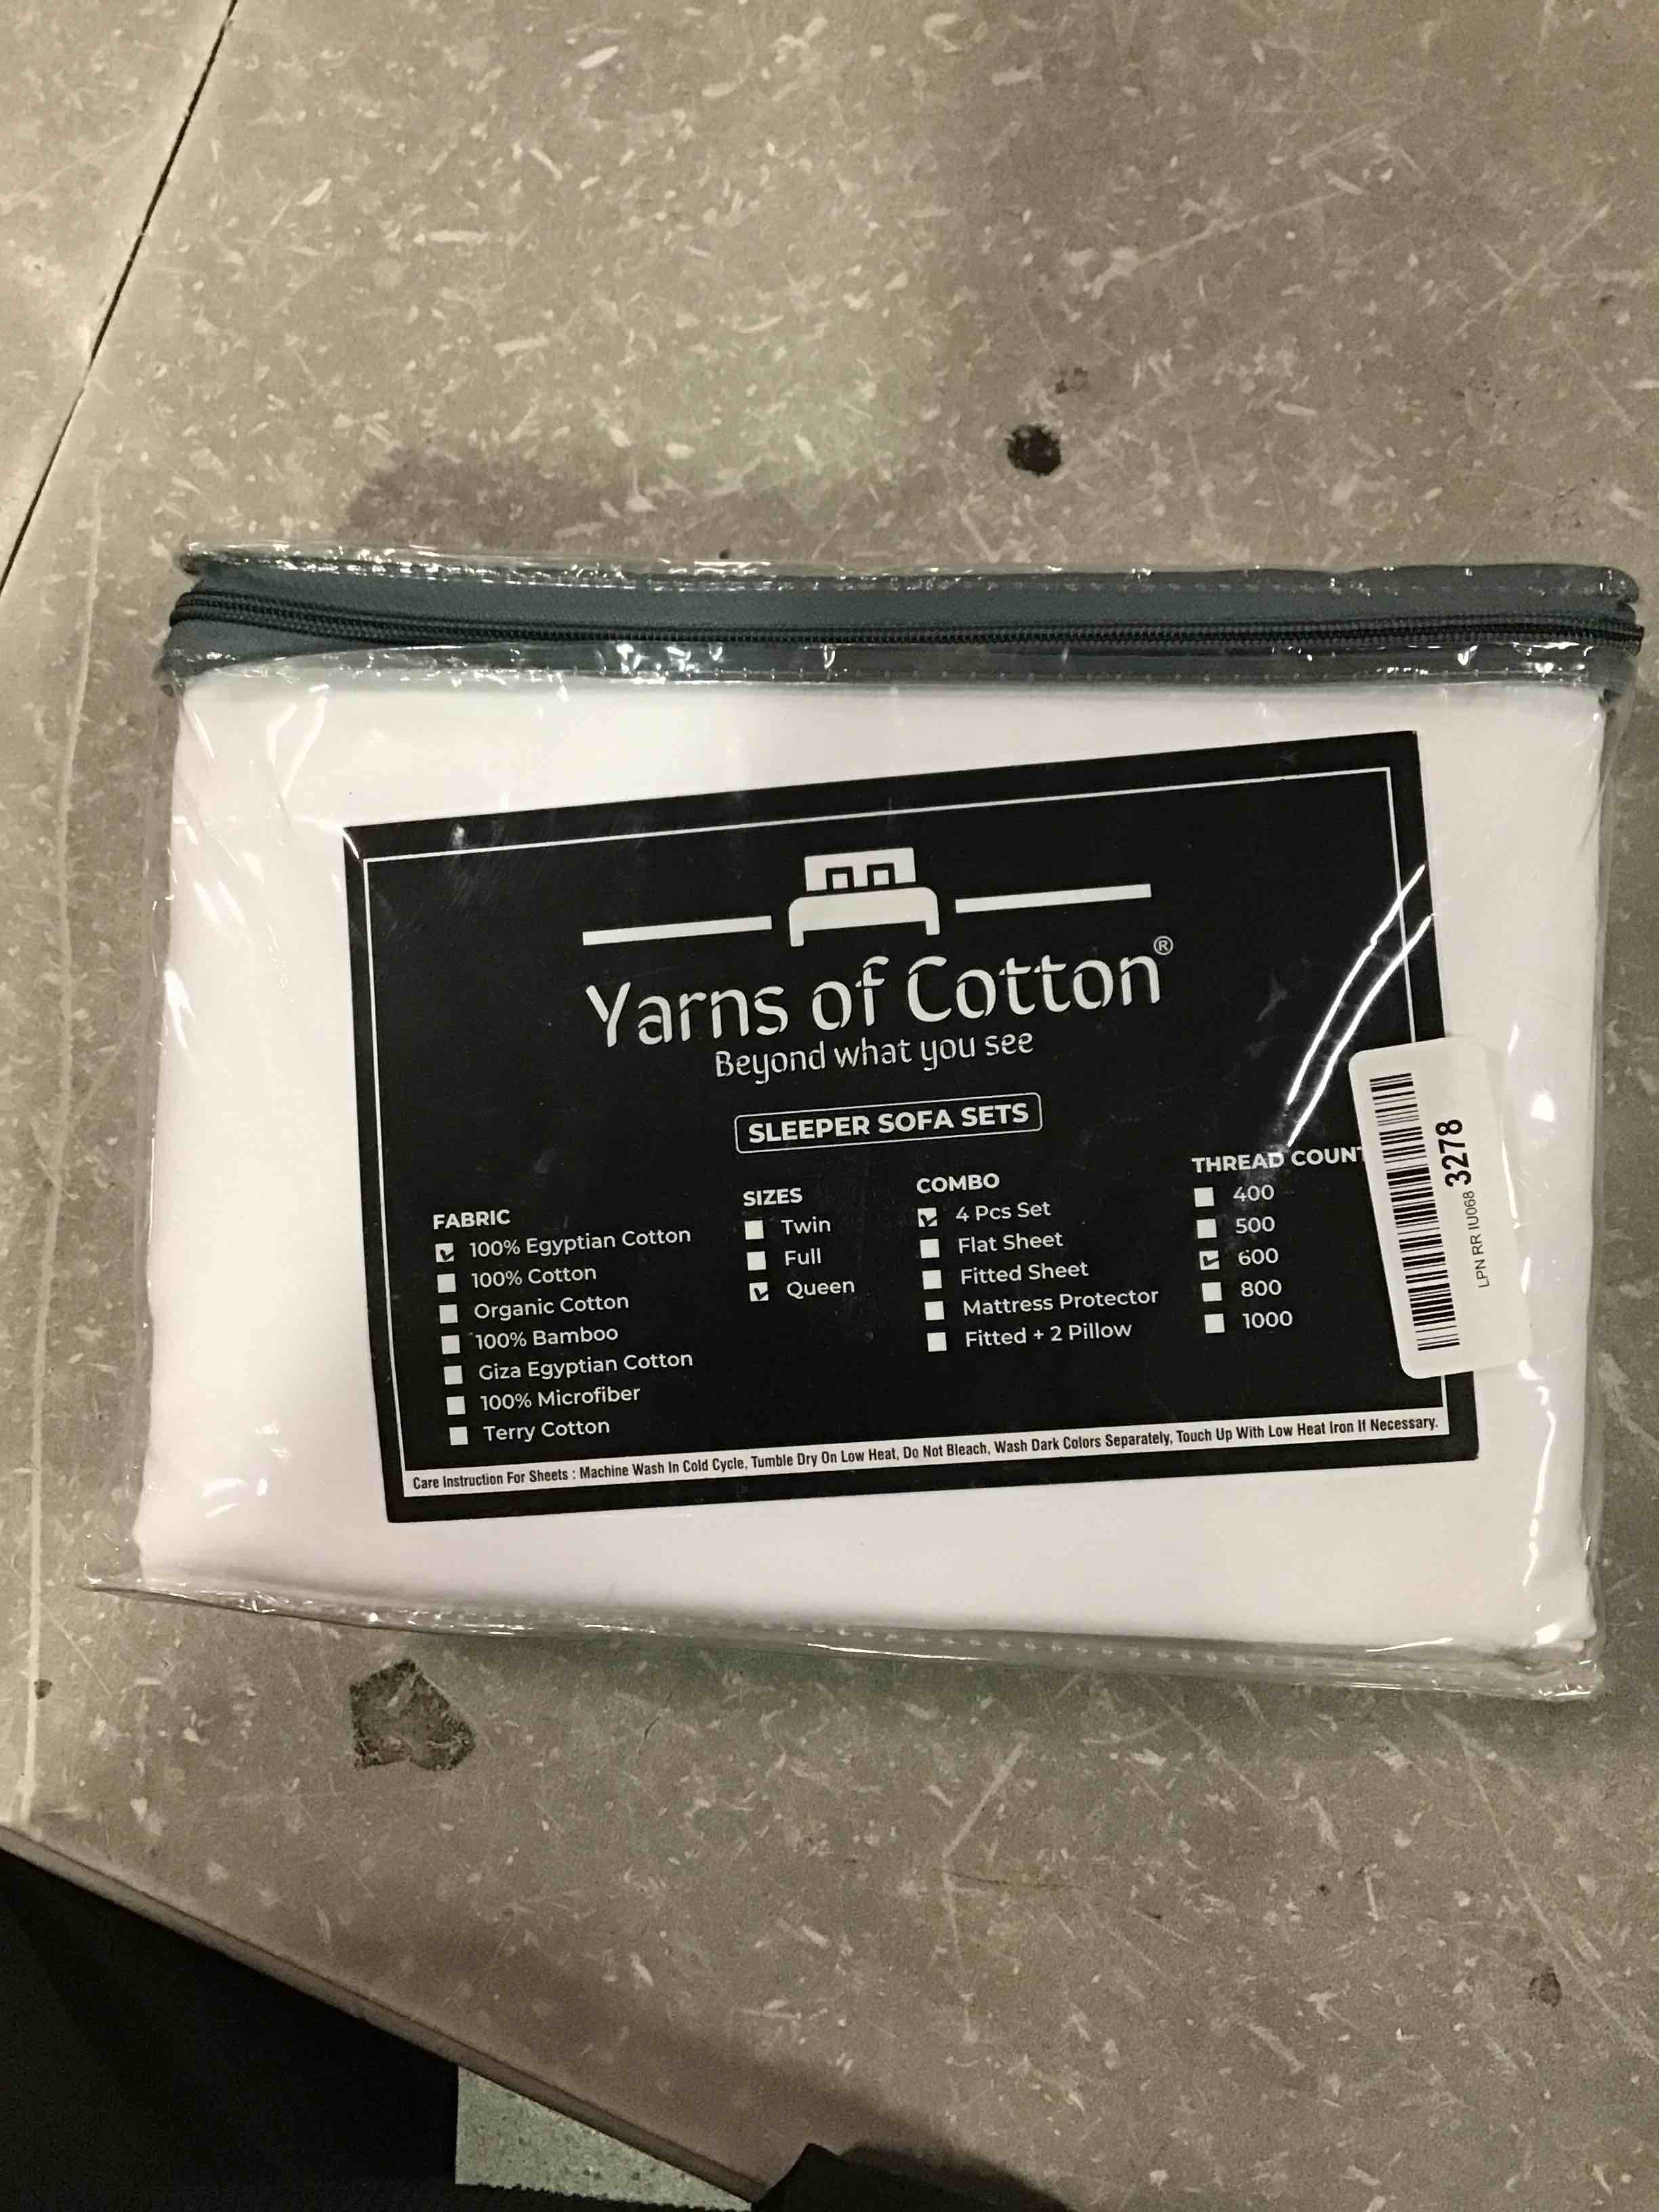 Yarns of Cotton®
Beyond what you see
SLEEPER SOFA SETS
FABRIC
100% Egyptian Cotton
100% Cotton
Organic Cotton
100% Bamboo
Giza Egyptian Cotton
100% Microfiber
Terry Cotton
SIZES
Twin
Full
Queen
COMBO
4 Pcs Set
Flat Sheet
Fitted Sheet
Mattress Protector
Fitted + 2 Pillow
THREAD COUNT
400
500
600
800
1000
Care Instruction For Sheets : Machine Wash In Cold Cycle, Tumble Dry On Low Heat, Do Not Bleach, Wash Dark Colors Separately, Touch Up With Low Heat Iron If Necessary.
LPN RR IU068 3278